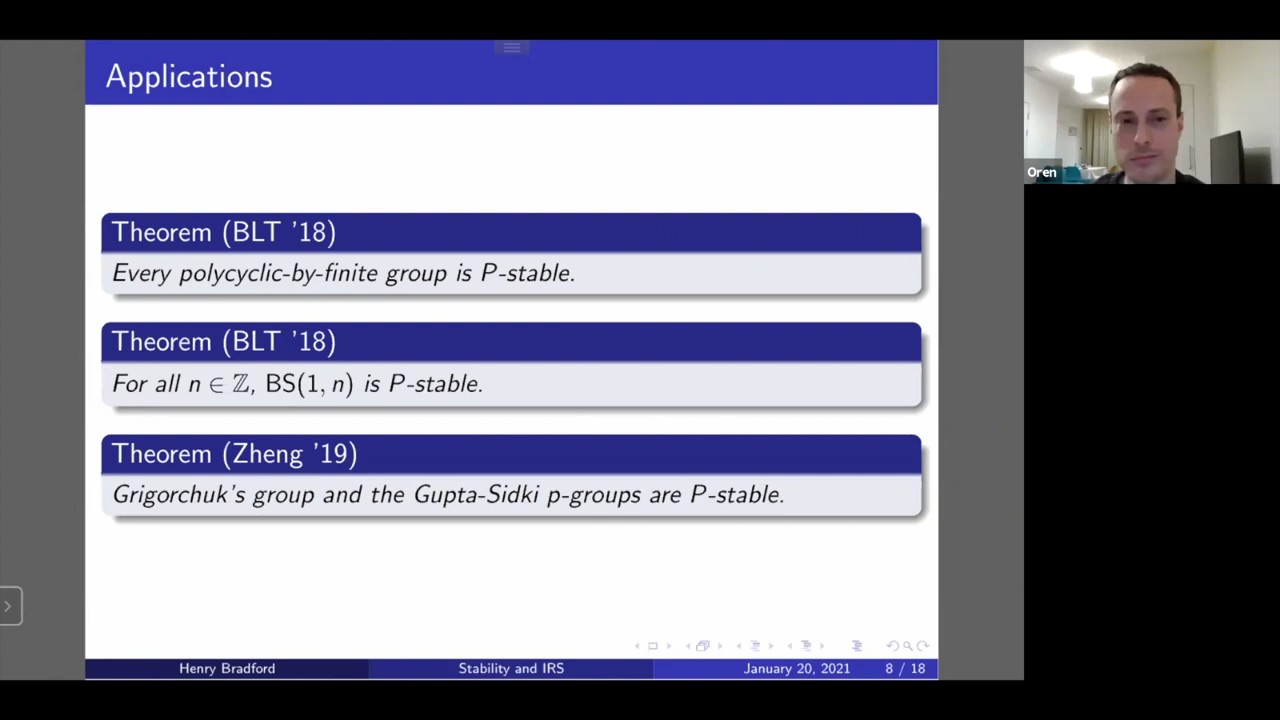 Applications
Oren
Theorem (BLT '18)
Every polycyclic-by-finite group is P-stable.
Theorem (BLT '18)
For all n ∈ ℤ, BS(1, n) is P-stable.
Theorem (Zheng '19)
Grigorchuk's group and the Gupta-Sidki p-groups are P-stable.
Henry Bradford Stability and IRS January 20, 2021 8 / 18